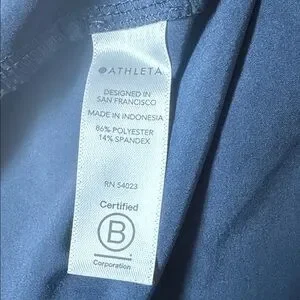 ATHLETA
DESIGNED IN
SAN FRANCISCO
MADE IN INDONESIA
86% POLYESTER
14% SPANDEX
RN 54023
Certified
B
Corporation